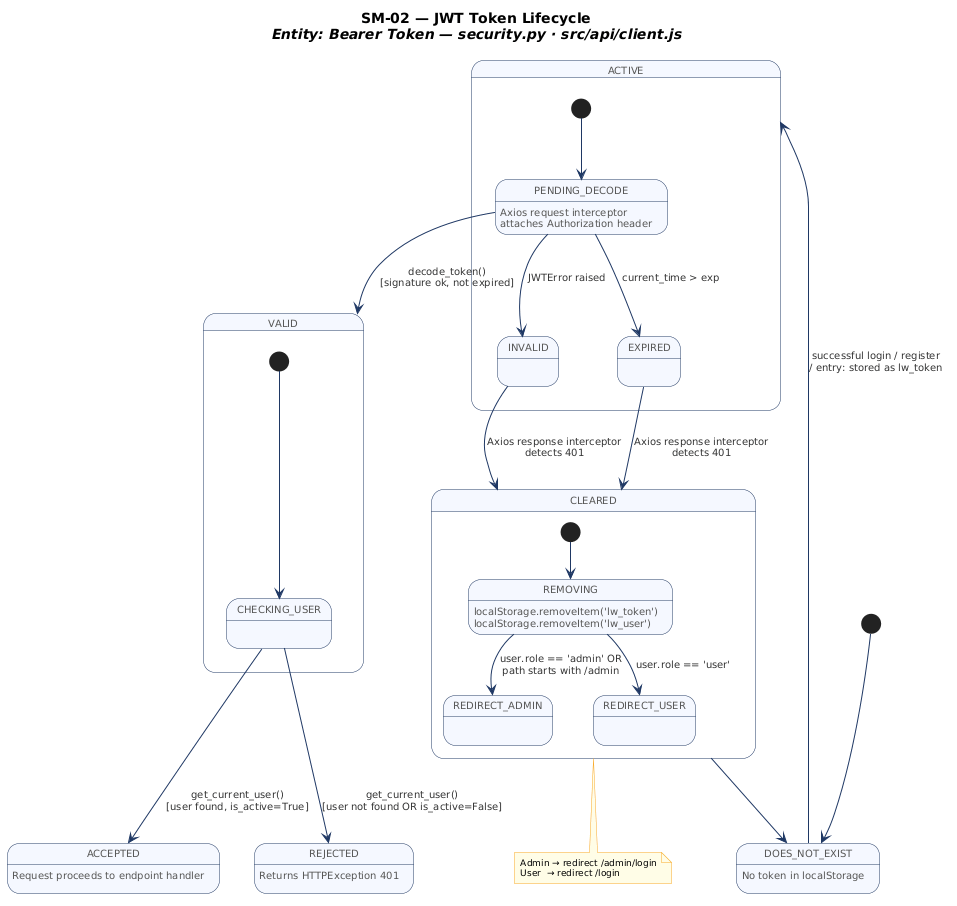 SM-02 — JWT Token Lifecycle
Entity: Bearer Token — security.py · src/api/client.js
ACTIVE
PENDING_DECODE
Axios request interceptor
attaches Authorization header
decode_token()
[signature ok, not expired]
JWTError raised
current_time > exp
VALID
INVALID
EXPIRED
successful login / register
/ entry: stored as lw_token
Axios response interceptor
detects 401
Axios response interceptor
detects 401
CLEARED
REMOVING
localStorage.removeItem('lw_token')
localStorage.removeItem('lw_user')
CHECKING_USER
user.role == 'admin' OR
path starts with /admin
user.role == 'user'
REDIRECT_ADMIN
REDIRECT_USER
get_current_user()
[user found, is_active=True]
get_current_user()
[user not found OR is_active=False]
ACCEPTED
Request proceeds to endpoint handler
REJECTED
Returns HTTPException 401
Admin → redirect /admin/login
User → redirect /login
DOES_NOT_EXIST
No token in localStorage